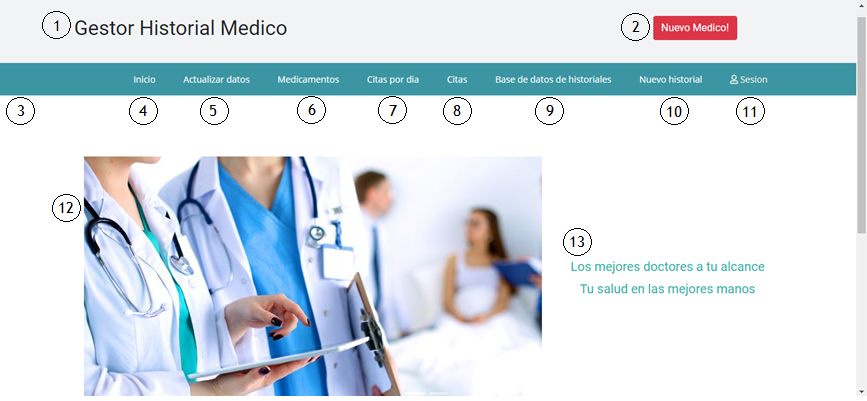 1 Gestor Historial Medico 2 Nuevo Medico!
Inicio Actualizar datos Medicamentos Citas por dia Citas Base de datos de historiales Nuevo historial Sesion
3 4 5 6 7 8 9 10 11
12
13
Los mejores doctores a tu alcance
Tu salud en las mejores manos